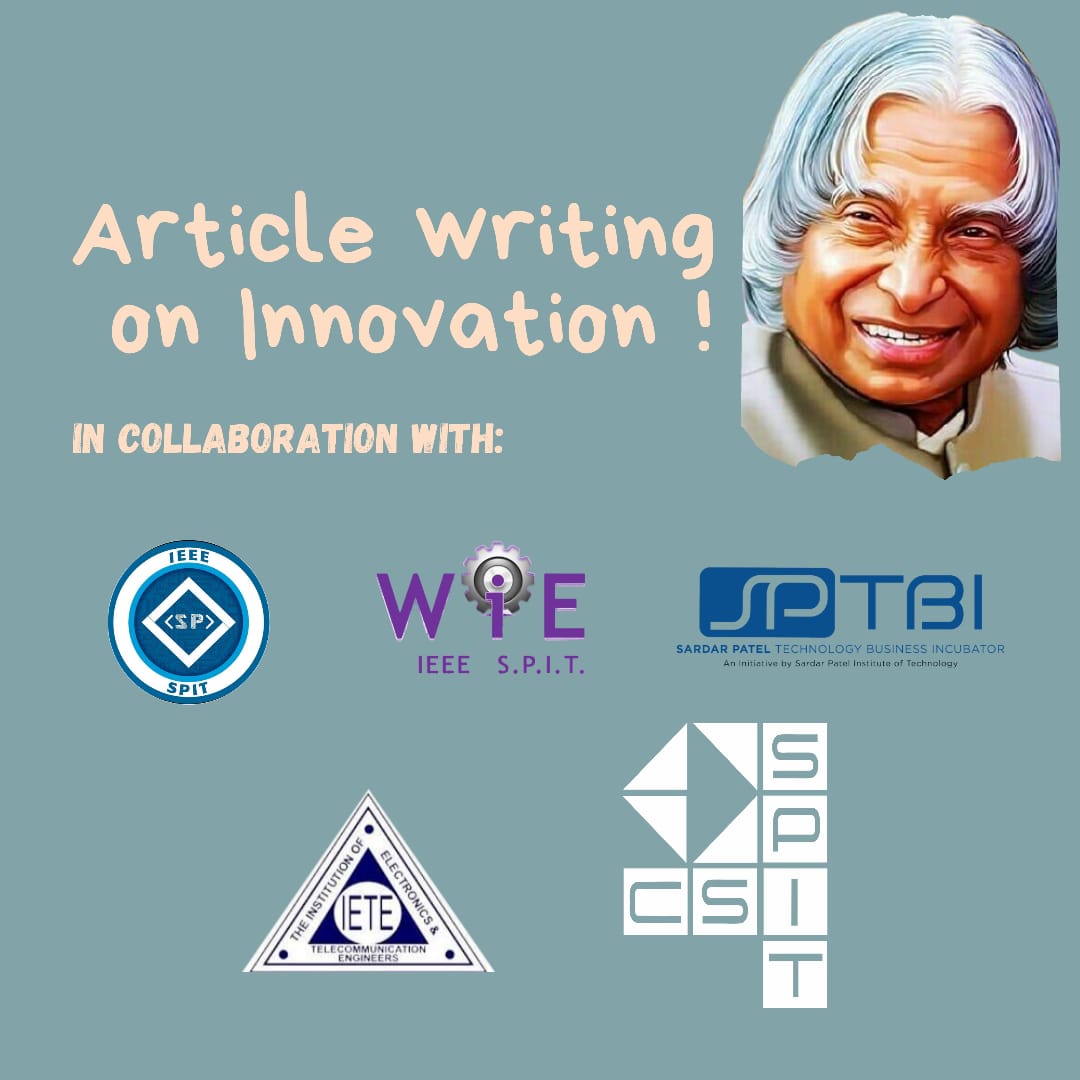 Article writing
on Innovation !
IN COLLABORATION WITH:
IEEE
<SP>
SPIT
WiE
IEEE S.P.I.T.
SPTBI
SARDAR PATEL TECHNOLOGY BUSINESS INCUBATOR
An Initiative by Sardar Patel Institute of Technology
THE INSTITUTION OF
ELECTRONICS &
IETE
TELECOMMUNICATION
ENGINEERS
CSI
SPIT